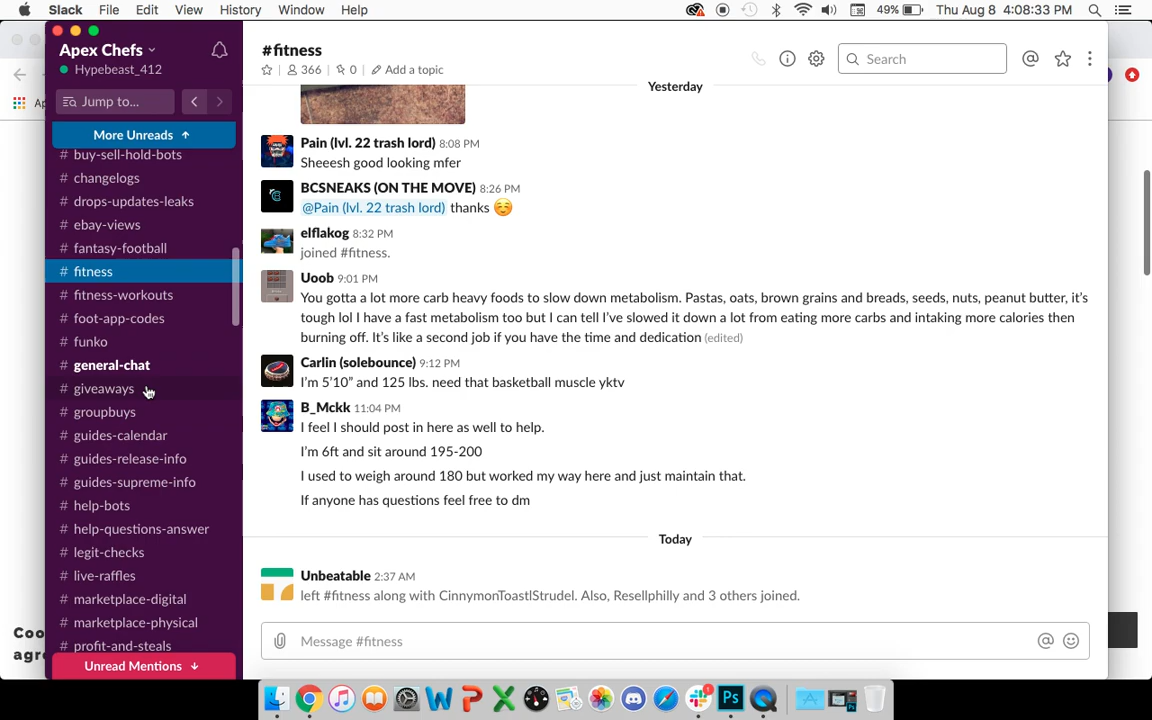 Slack File Edit View History Window Help 49% Thu Aug 8 4:08:33 PM
Apex Chefs
Hypebeast_412
Jump to...
More Unreads ↑
# buy-sell-hold-bots
# changelogs
# drops-updates-leaks
# ebay-views
# fantasy-football
# fitness
# fitness-workouts
# foot-app-codes
# funko
# general-chat
# giveaways
# groupbuys
# guides-calendar
# guides-release-info
# guides-supreme-info
# help-bots
# help-questions-answer
# legit-checks
# live-raffles
# marketplace-digital
# marketplace-physical
# profit-and-steals
Unread Mentions ↓
#fitness
366 0 Add a topic
Search
Yesterday
Pain (lvl. 22 trash lord) 8:08 PM
Sheeesh good looking mfer
BCSNEAKS (ON THE MOVE) 8:26 PM
@Pain (lvl. 22 trash lord) thanks ☺️
elflakog 8:32 PM
joined #fitness.
Uoob 9:01 PM
You gotta a lot more carb heavy foods to slow down metabolism. Pastas, oats, brown grains and breads, seeds, nuts, peanut butter, it's
tough lol I have a fast metabolism too but I can tell I've slowed it down a lot from eating more carbs and intaking more calories then
burning off. It's like a second job if you have the time and dedication (edited)
Carlin (solebounce) 9:12 PM
I'm 5'10" and 125 lbs. need that basketball muscle yktv
B_Mckk 11:04 PM
I feel I should post in here as well to help.
I'm 6ft and sit around 195-200
I used to weigh around 180 but worked my way here and just maintain that.
If anyone has questions feel free to dm
Today
Unbeatable 2:37 AM
left #fitness along with CinnymonToastlStrudel. Also, Resellphilly and 3 others joined.
Message #fitness
Ap
Coo
agr
Ps